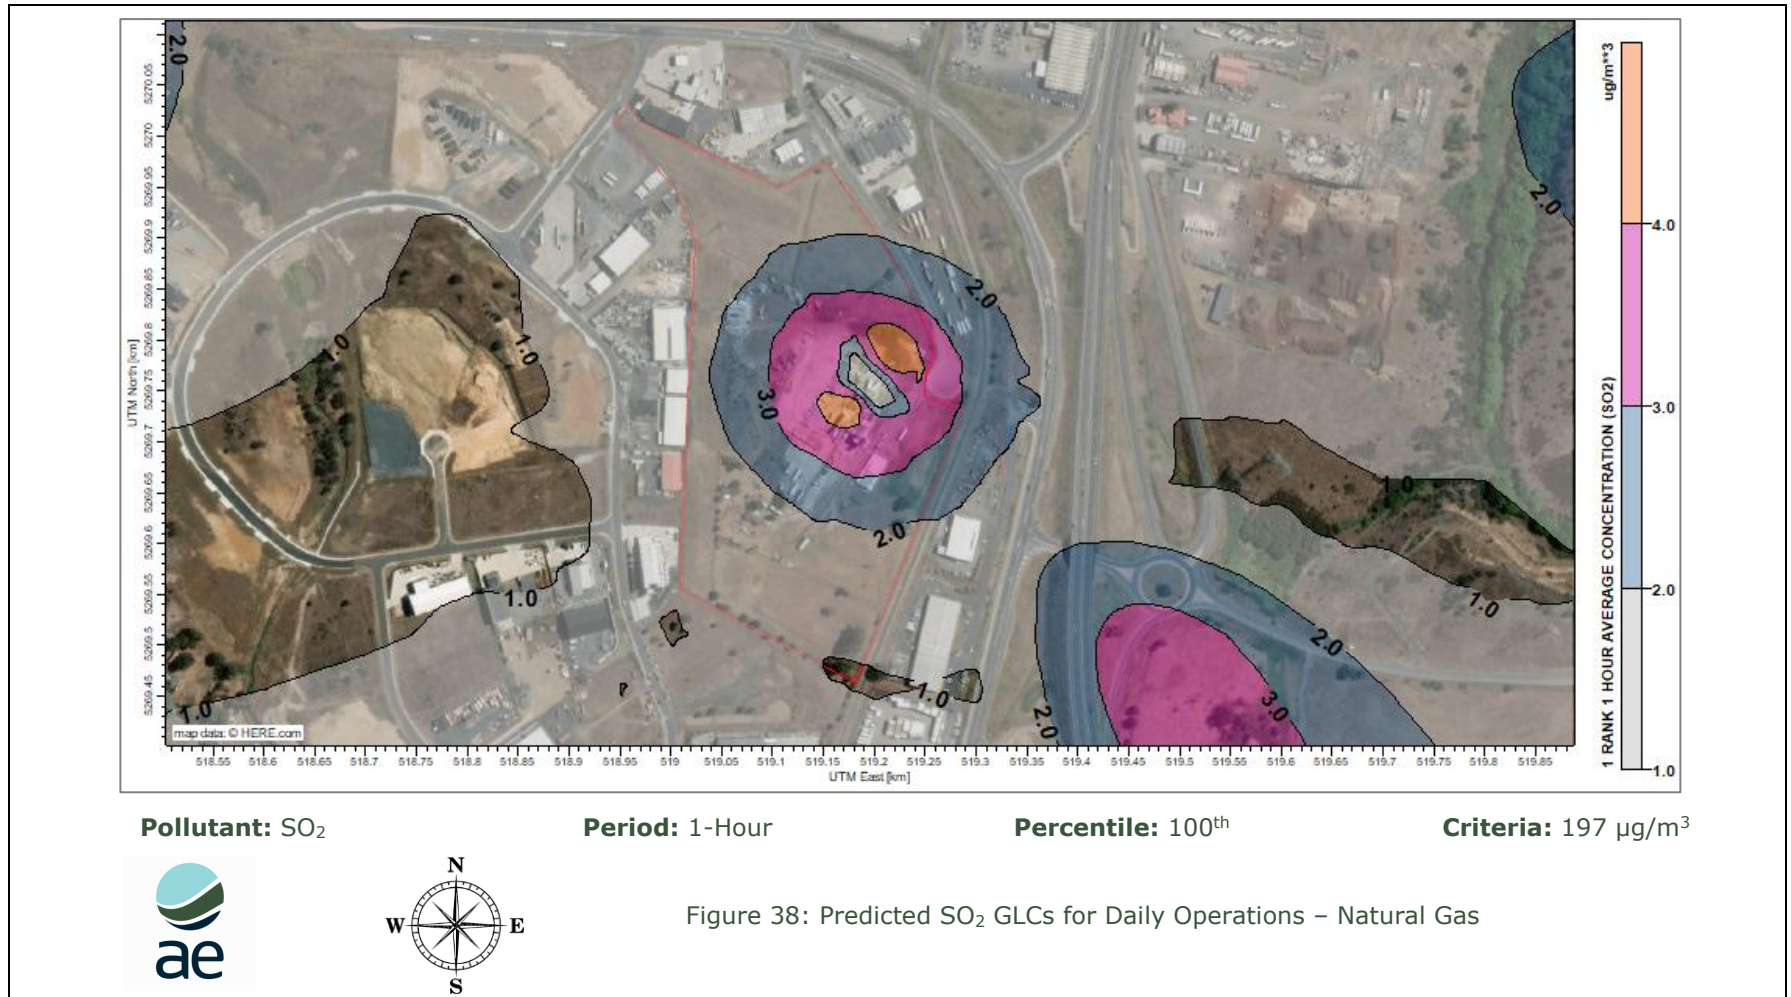 2.0
2.0
1.0
1.0
2.0
3.0
2.0
1.0
1.0
1.0
1.0
1.0
2.0
3.0
2.0
map data: © HERE.com
UTM North [km]
5270.05
5270
5269.95
5269.9
5269.85
5269.8
5269.75
5269.7
5269.65
5269.6
5269.55
5269.5
5269.45
518.55 518.6 518.65 518.7 518.75 518.8 518.85 518.9 518.95 519.05 519.1 519.15 519.2 519.25 519.3 519.35 519.4 519.45 519.5 519.55 519.6 519.65 519.7 519.75 519.8 519.85
UTM East [km]
ug/m**3
1 RANK 1 HOUR AVERAGE CONCENTRATION (SO2)
4.0
3.0
2.0
1.0
Pollutant: SO₂ Period: 1-Hour Percentile: 100ᵗʰ Criteria: 197 µg/m³
ae
N
W E
S
Figure 38: Predicted SO₂ GLCs for Daily Operations – Natural Gas